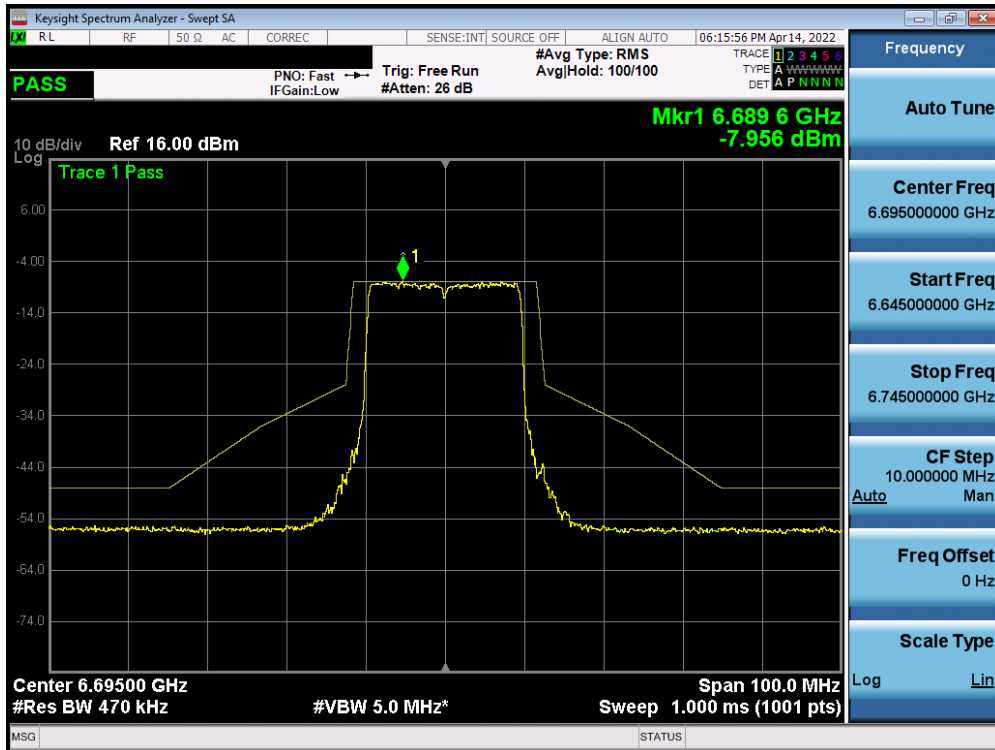 Keysight Spectrum Analyzer - Swept SA
LXI RL RF 50 Ω AC CORREC SENSE:INT SOURCE OFF ALIGN AUTO 06:15:56 PM Apr 14, 2022
PASS
PNO: Fast
IFGain:Low
Trig: Free Run
#Atten: 26 dB
#Avg Type: RMS
Avg|Hold: 100/100
TRACE 1 2 3 4 5 6
TYPE A WWWWW
DET A P N N N N
Mkr1 6.689 6 GHz
-7.956 dBm
10 dB/div Ref 16.00 dBm
Log
Trace 1 Pass
6.00
-4.00
1
-14.0
-24.0
-34.0
-44.0
-54.0
-64.0
-74.0
Center 6.69500 GHz Span 100.0 MHz
#Res BW 470 kHz #VBW 5.0 MHz* Sweep 1.000 ms (1001 pts)
MSG STATUS
Frequency
Auto Tune
Center Freq
6.695000000 GHz
Start Freq
6.645000000 GHz
Stop Freq
6.745000000 GHz
CF Step
10.000000 MHz
Auto Man
Freq Offset
0 Hz
Scale Type
Log Lin